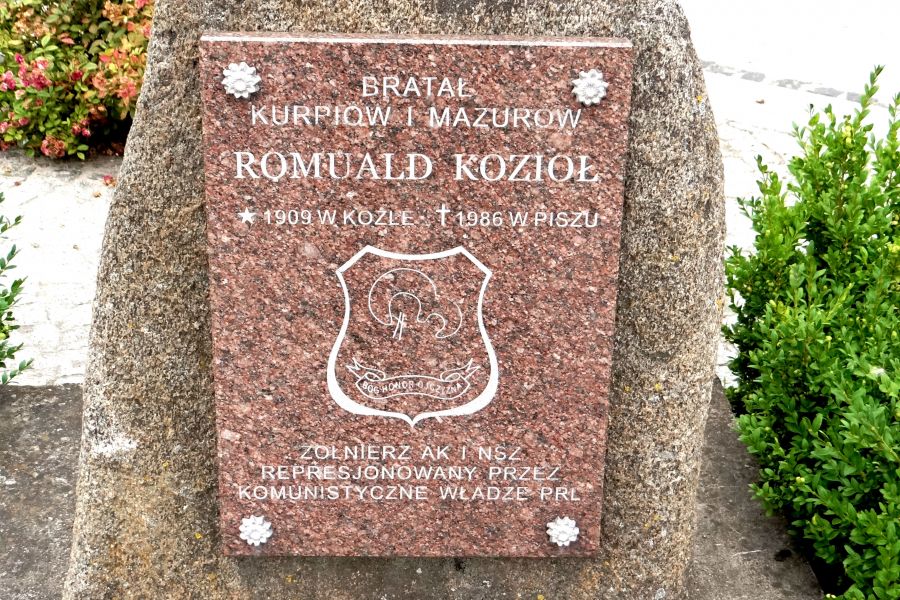 BRATAŁ
KURPIÓW I MAZURÓW
ROMUALD KOZIOŁ
★ 1909 W KOŹLE ✝ 1986 W PISZU
BÓG HONOR OJCZYZNA
ŻOŁNIERZ AK I NSZ
REPRESJONOWANY PRZEZ
KOMUNISTYCZNE WŁADZE PRL